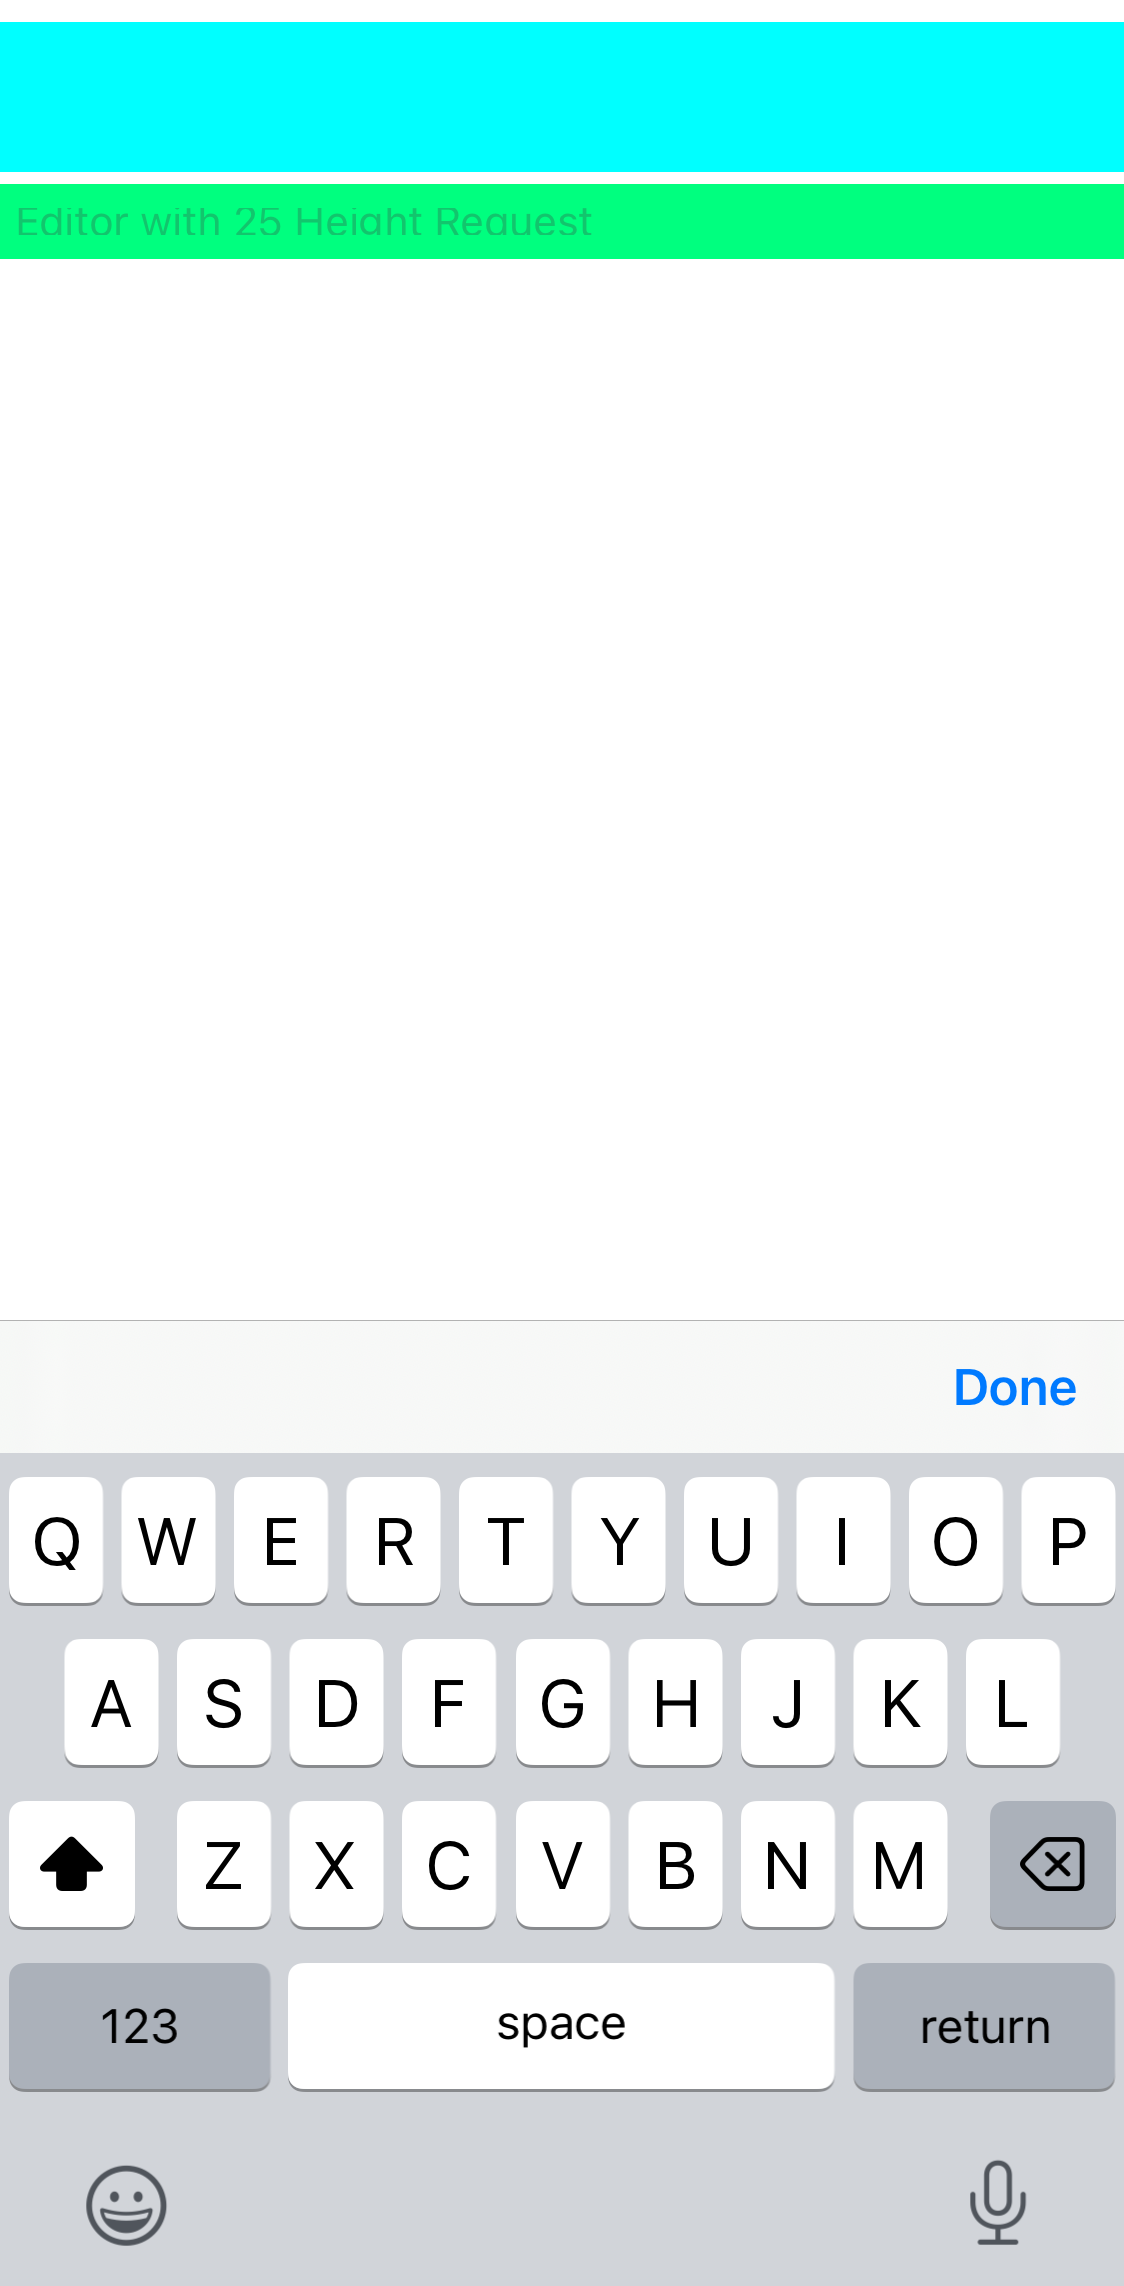 Editor with 25 Height Request
Done
Q W E R T Y U I O P
A S D F G H J K L
Z X C V B N M
123 space return